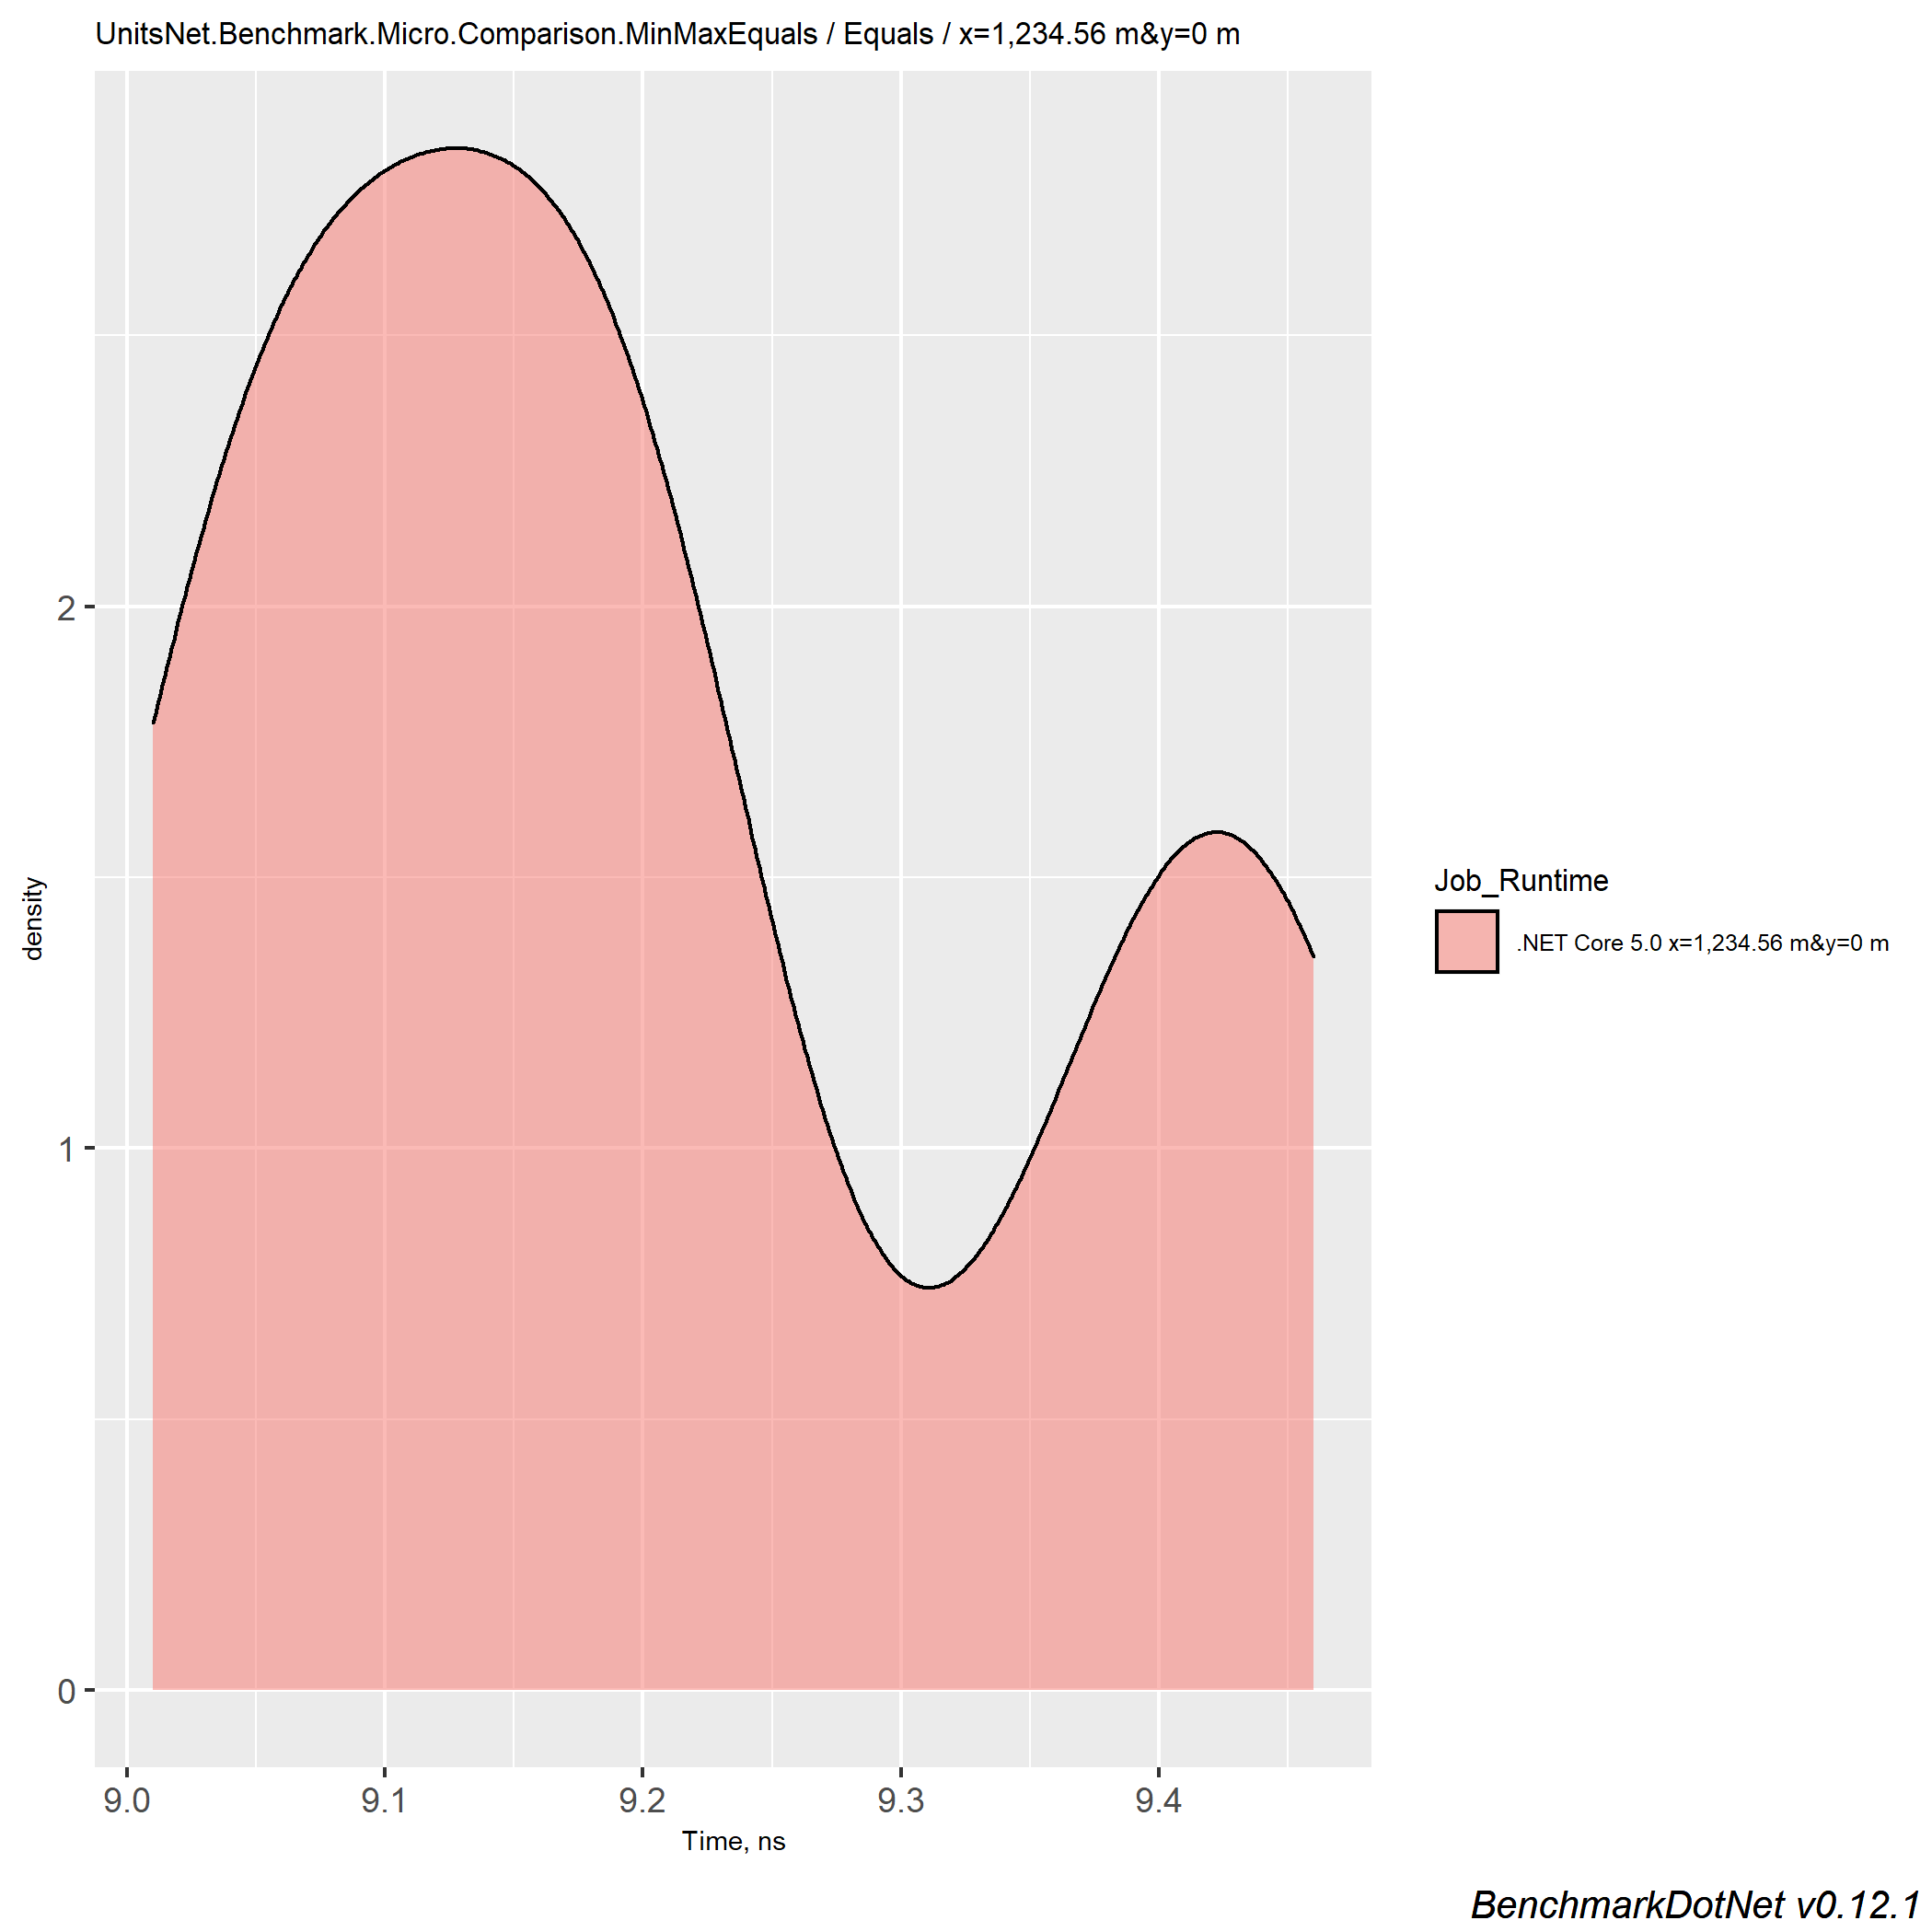 UnitsNet.Benchmark.Micro.Comparison.MinMaxEquals / Equals / x=1,234.56 m&y=0 m
2
1
0
density
9.0 9.1 9.2 9.3 9.4
Time, ns
Job_Runtime
.NET Core 5.0 x=1,234.56 m&y=0 m
BenchmarkDotNet v0.12.1